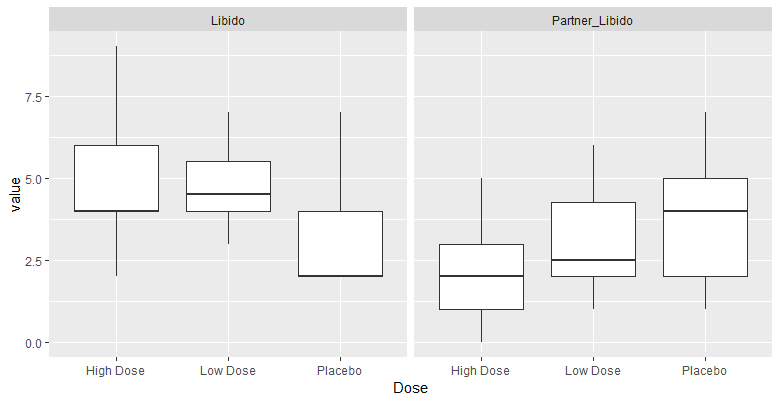 Libido
Partner_Libido
value
7.5
5.0
2.5
0.0
High Dose
Low Dose
Placebo
High Dose
Low Dose
Placebo
Dose